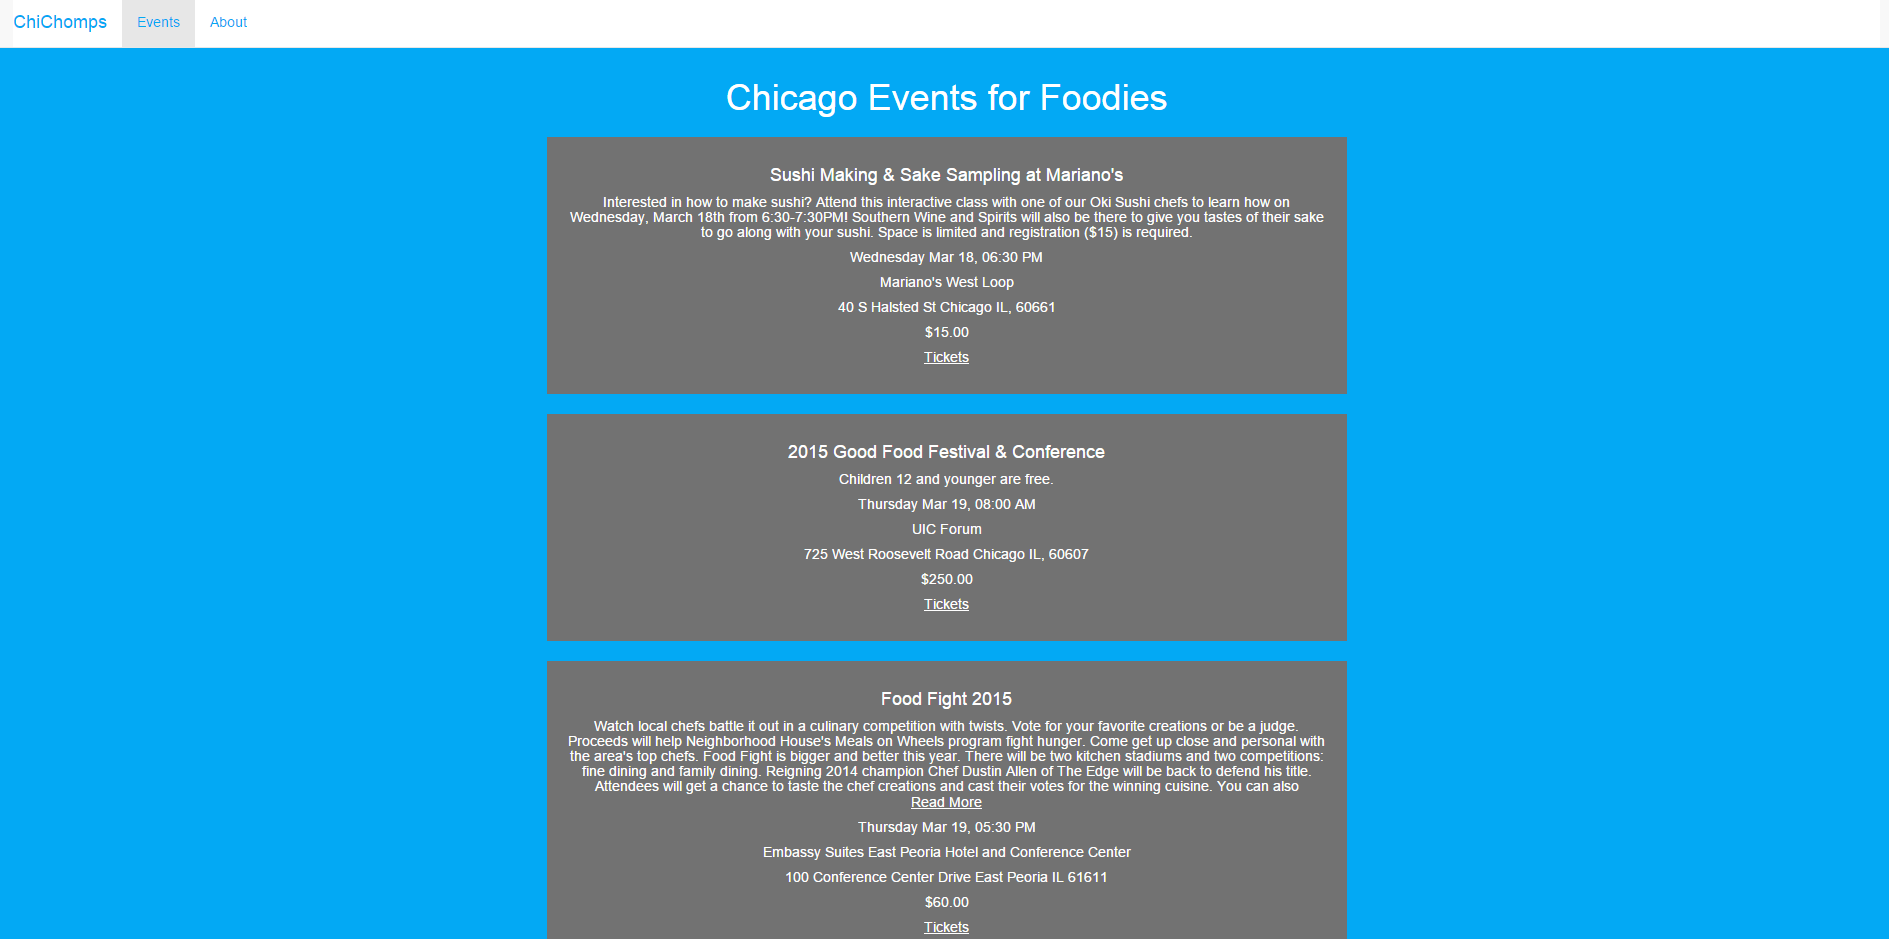 ChiChomps Events About
Chicago Events for Foodies
Sushi Making & Sake Sampling at Mariano's
Interested in how to make sushi? Attend this interactive class with one of our Oki Sushi chefs to learn how on
Wednesday, March 18th from 6:30-7:30PM! Southern Wine and Spirits will also be there to give you tastes of their sake
to go along with your sushi. Space is limited and registration ($15) is required.
Wednesday Mar 18, 06:30 PM
Mariano's West Loop
40 S Halsted St Chicago IL, 60661
$15.00
Tickets
2015 Good Food Festival & Conference
Children 12 and younger are free.
Thursday Mar 19, 08:00 AM
UIC Forum
725 West Roosevelt Road Chicago IL, 60607
$250.00
Tickets
Food Fight 2015
Watch local chefs battle it out in a culinary competition with twists. Vote for your favorite creations or be a judge.
Proceeds will help Neighborhood House's Meals on Wheels program fight hunger. Come get up close and personal with
the area's top chefs. Food Fight is bigger and better this year. There will be two kitchen stadiums and two competitions:
fine dining and family dining. Reigning 2014 champion Chef Dustin Allen of The Edge will be back to defend his title.
Attendees will get a chance to taste the chef creations and cast their votes for the winning cuisine. You can also
Read More
Thursday Mar 19, 05:30 PM
Embassy Suites East Peoria Hotel and Conference Center
100 Conference Center Drive East Peoria IL 61611
$60.00
Tickets